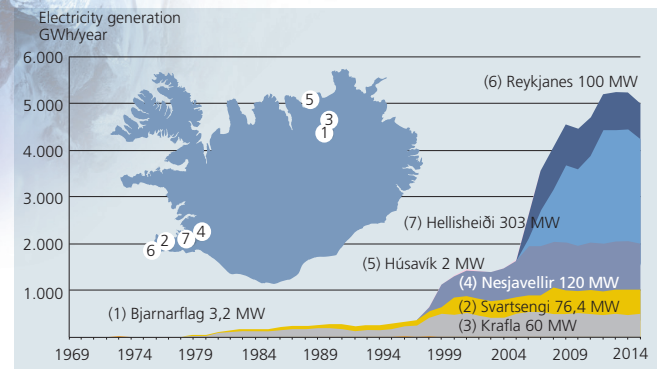 Electricity generation
GWh/year
6.000
(6) Reykjanes 100 MW
5
5.000
3
1
4.000
3.000
(7) Hellisheiði 303 MW
4
2
7
6
2.000
(5) Húsavík 2 MW
(4) Nesjavellir 120 MW
1.000
(1) Bjarnarflag 3,2 MW
(2) Svartsengi 76,4 MW
(3) Krafla 60 MW
1969 1974 1979 1984 1989 1994 1999 2004 2009 2014